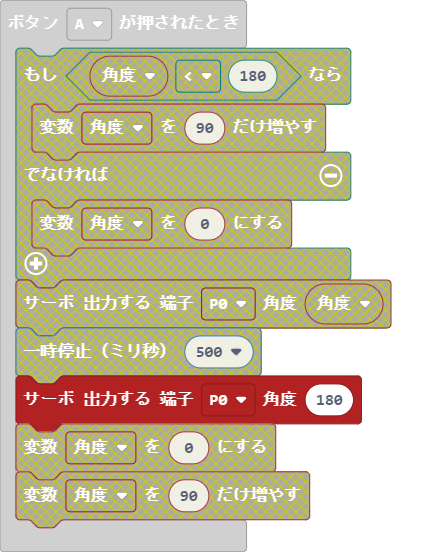 ボタン A が押されたとき
もし 角度 < 180 なら
変数 角度 を 90 だけ増やす
でなければ
変数 角度 を 0 にする
サーボ 出力する 端子 P0 角度 角度
一時停止（ミリ秒） 500
サーボ 出力する 端子 P0 角度 180
変数 角度 を 0 にする
変数 角度 を 90 だけ増やす